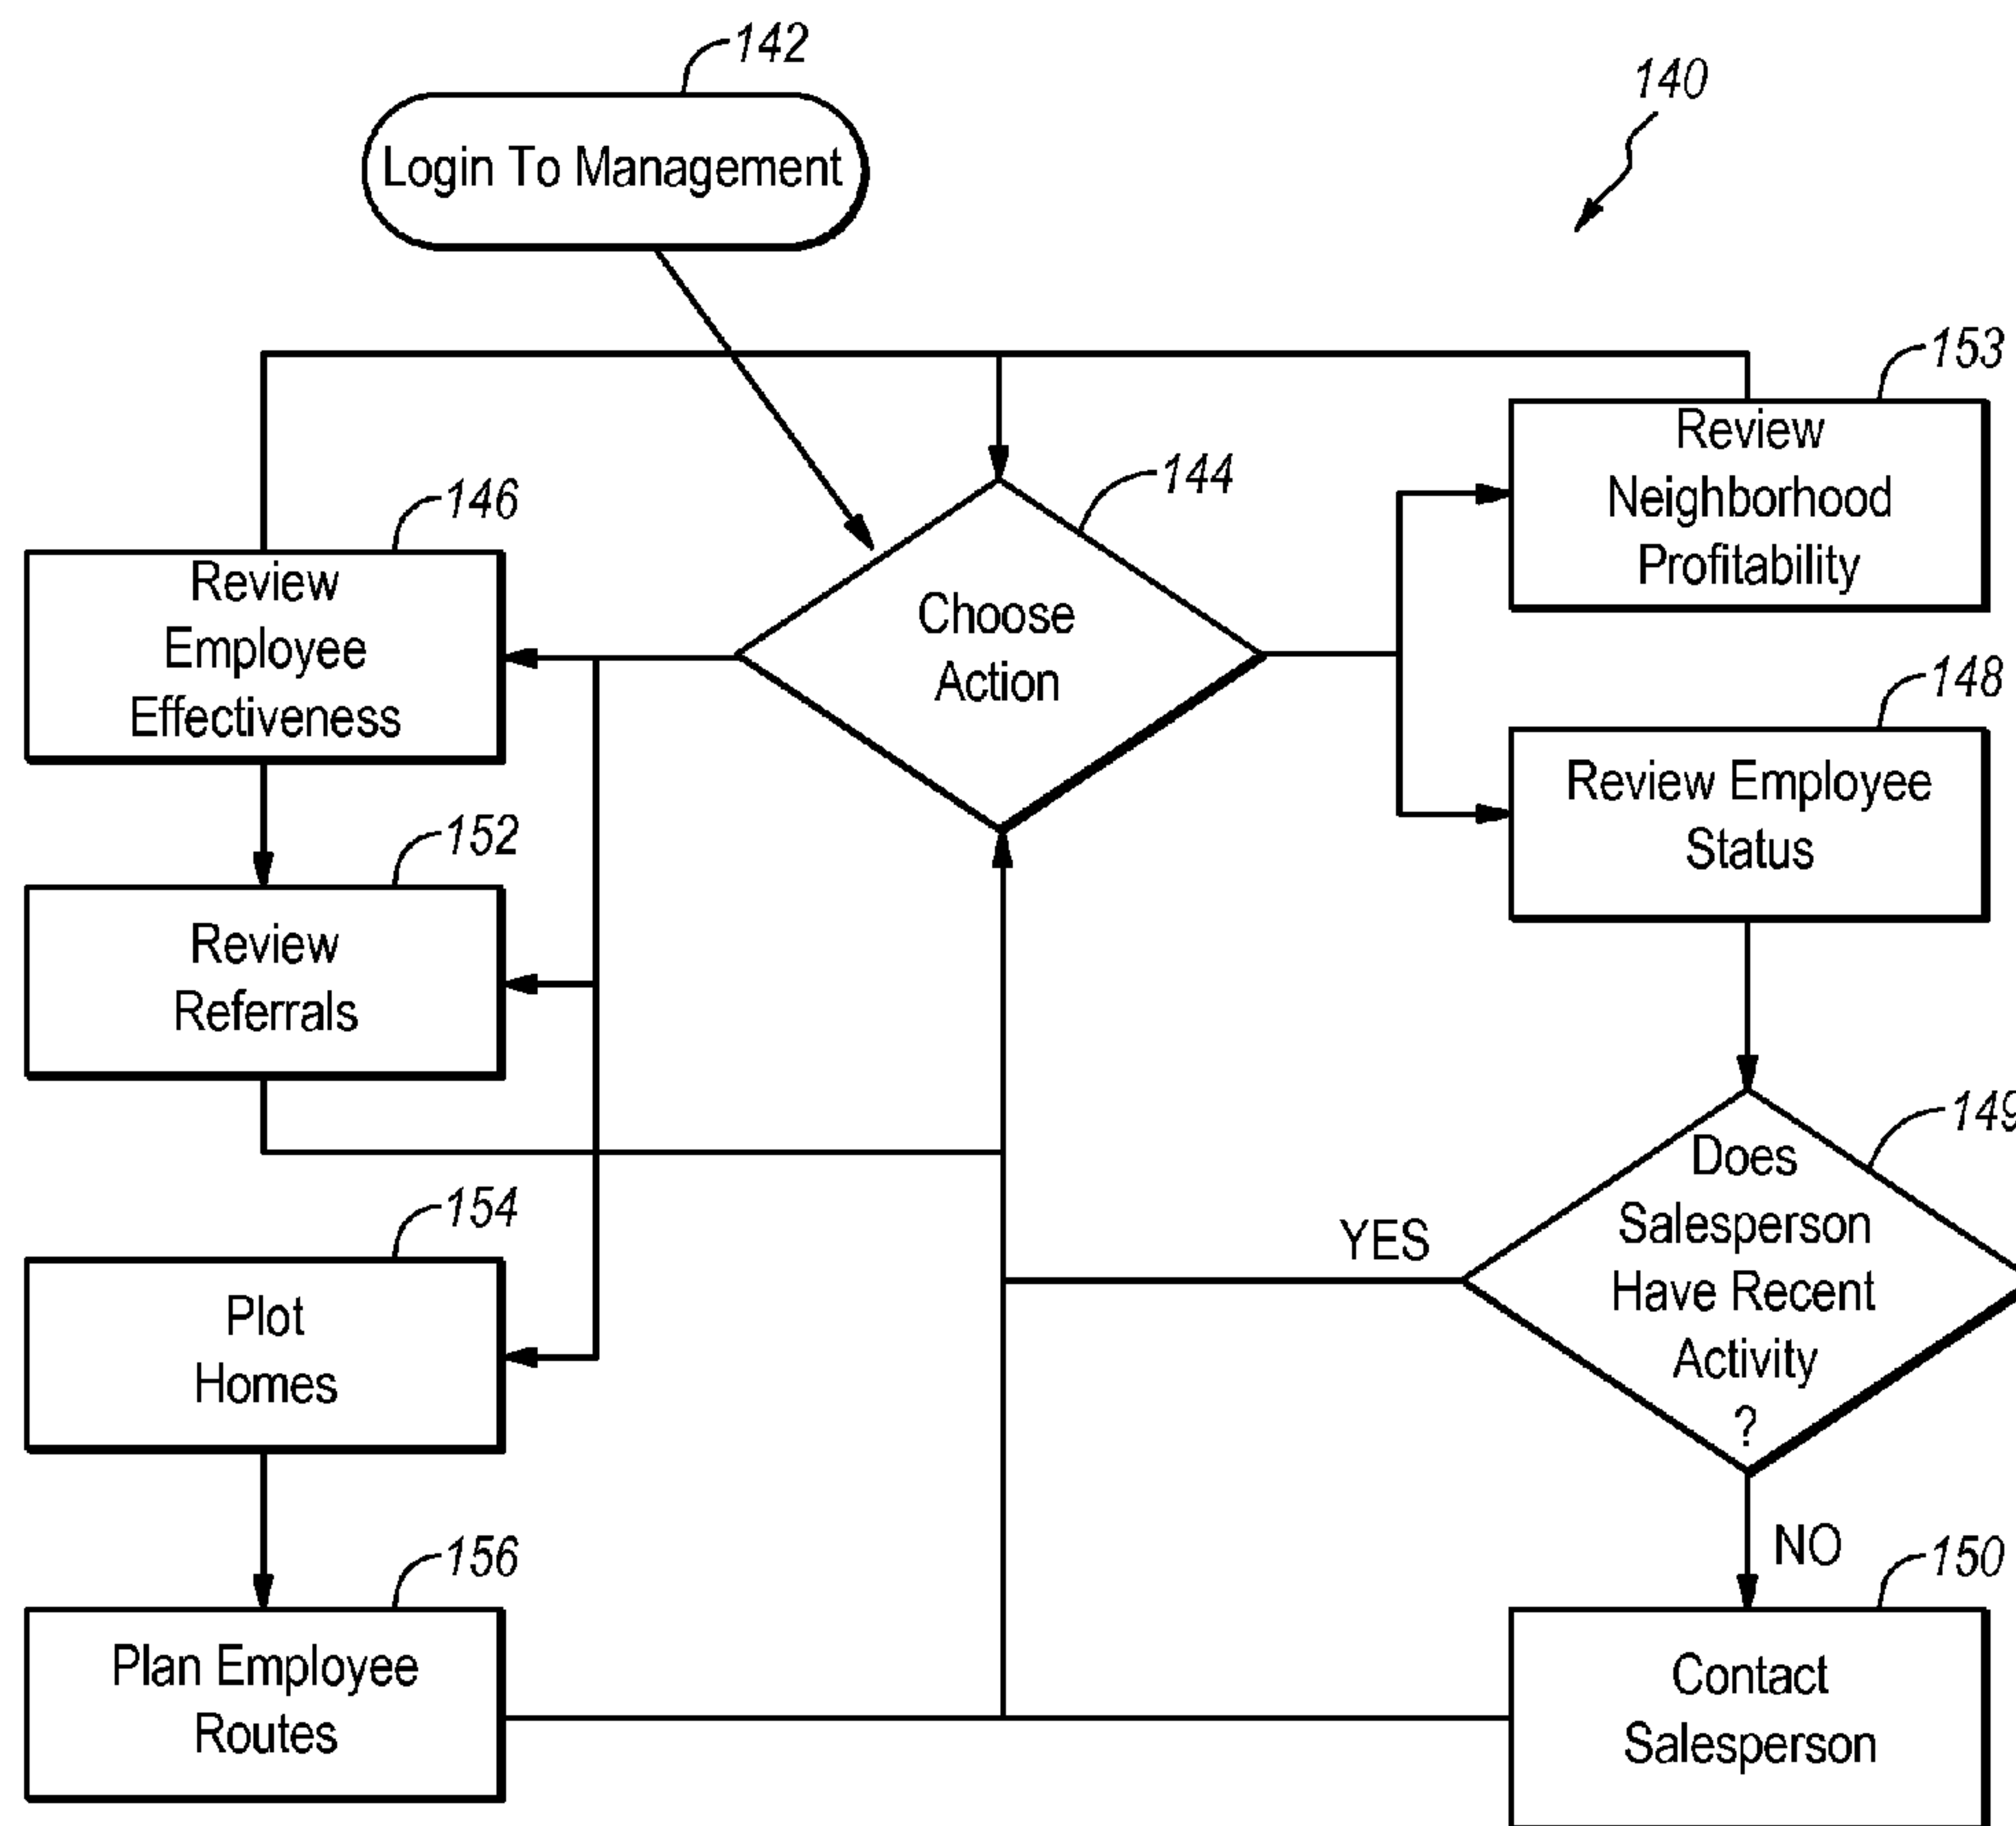 142
Login To Management
140
153
Review
Neighborhood
Profitability
144
Choose
Action
146
Review
Employee
Effectiveness
148
Review Employee
Status
152
Review
Referrals
149
Does
Salesperson
Have Recent
Activity
?
YES
NO
154
Plot
Homes
156
Plan Employee
Routes
150
Contact
Salesperson